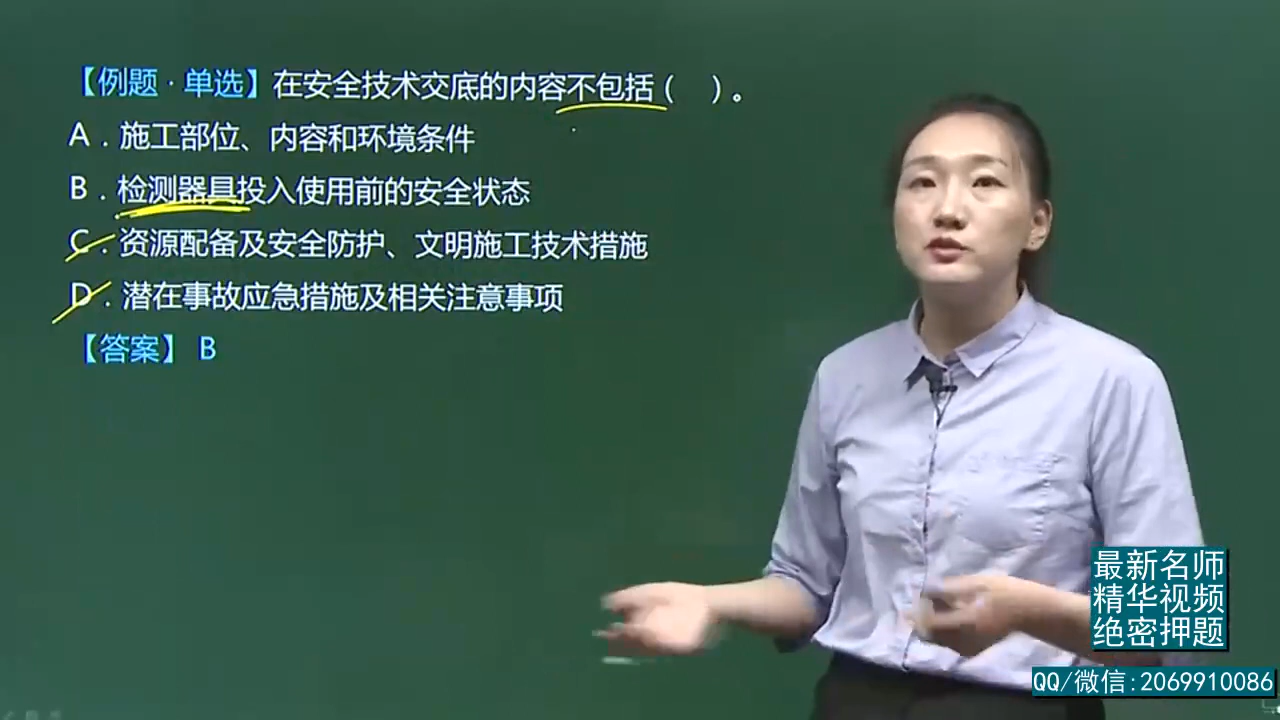 【例题·单选】在安全技术交底的内容不包括（　）。
A．施工部位、内容和环境条件
B．检测器具投入使用前的安全状态
C．资源配备及安全防护、文明施工技术措施
D．潜在事故应急措施及相关注意事项
【答案】 B
最新名师
精华视频
绝密押题
QQ/微信:2069910086